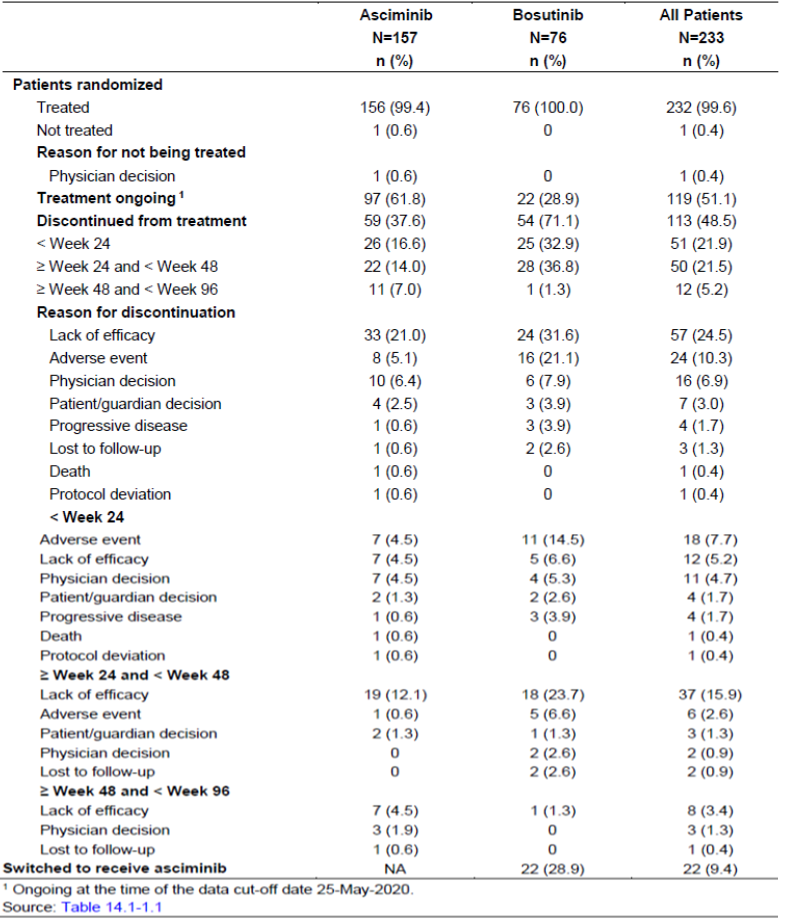 Asciminib Bosutinib All Patients
N=157 N=76 N=233
n (%) n (%) n (%)
Patients randomized
Treated 156 (99.4) 76 (100.0) 232 (99.6)
Not treated 1 (0.6) 0 1 (0.4)
Reason for not being treated
Physician decision 1 (0.6) 0 1 (0.4)
Treatment ongoing 1 97 (61.8) 22 (28.9) 119 (51.1)
Discontinued from treatment 59 (37.6) 54 (71.1) 113 (48.5)
< Week 24 26 (16.6) 25 (32.9) 51 (21.9)
≥ Week 24 and < Week 48 22 (14.0) 28 (36.8) 50 (21.5)
≥ Week 48 and < Week 96 11 (7.0) 1 (1.3) 12 (5.2)
Reason for discontinuation
Lack of efficacy 33 (21.0) 24 (31.6) 57 (24.5)
Adverse event 8 (5.1) 16 (21.1) 24 (10.3)
Physician decision 10 (6.4) 6 (7.9) 16 (6.9)
Patient/guardian decision 4 (2.5) 3 (3.9) 7 (3.0)
Progressive disease 1 (0.6) 3 (3.9) 4 (1.7)
Lost to follow-up 1 (0.6) 2 (2.6) 3 (1.3)
Death 1 (0.6) 0 1 (0.4)
Protocol deviation 1 (0.6) 0 1 (0.4)
< Week 24
Adverse event 7 (4.5) 11 (14.5) 18 (7.7)
Lack of efficacy 7 (4.5) 5 (6.6) 12 (5.2)
Physician decision 7 (4.5) 4 (5.3) 11 (4.7)
Patient/guardian decision 2 (1.3) 2 (2.6) 4 (1.7)
Progressive disease 1 (0.6) 3 (3.9) 4 (1.7)
Death 1 (0.6) 0 1 (0.4)
Protocol deviation 1 (0.6) 0 1 (0.4)
≥ Week 24 and < Week 48
Lack of efficacy 19 (12.1) 18 (23.7) 37 (15.9)
Adverse event 1 (0.6) 5 (6.6) 6 (2.6)
Patient/guardian decision 2 (1.3) 1 (1.3) 3 (1.3)
Physician decision 0 2 (2.6) 2 (0.9)
Lost to follow-up 0 2 (2.6) 2 (0.9)
≥ Week 48 and < Week 96
Lack of efficacy 7 (4.5) 1 (1.3) 8 (3.4)
Physician decision 3 (1.9) 0 3 (1.3)
Lost to follow-up 1 (0.6) 0 1 (0.4)
Switched to receive asciminib NA 22 (28.9) 22 (9.4)
1 Ongoing at the time of the data cut-off date 25-May-2020.
Source: Table 14.1-1.1